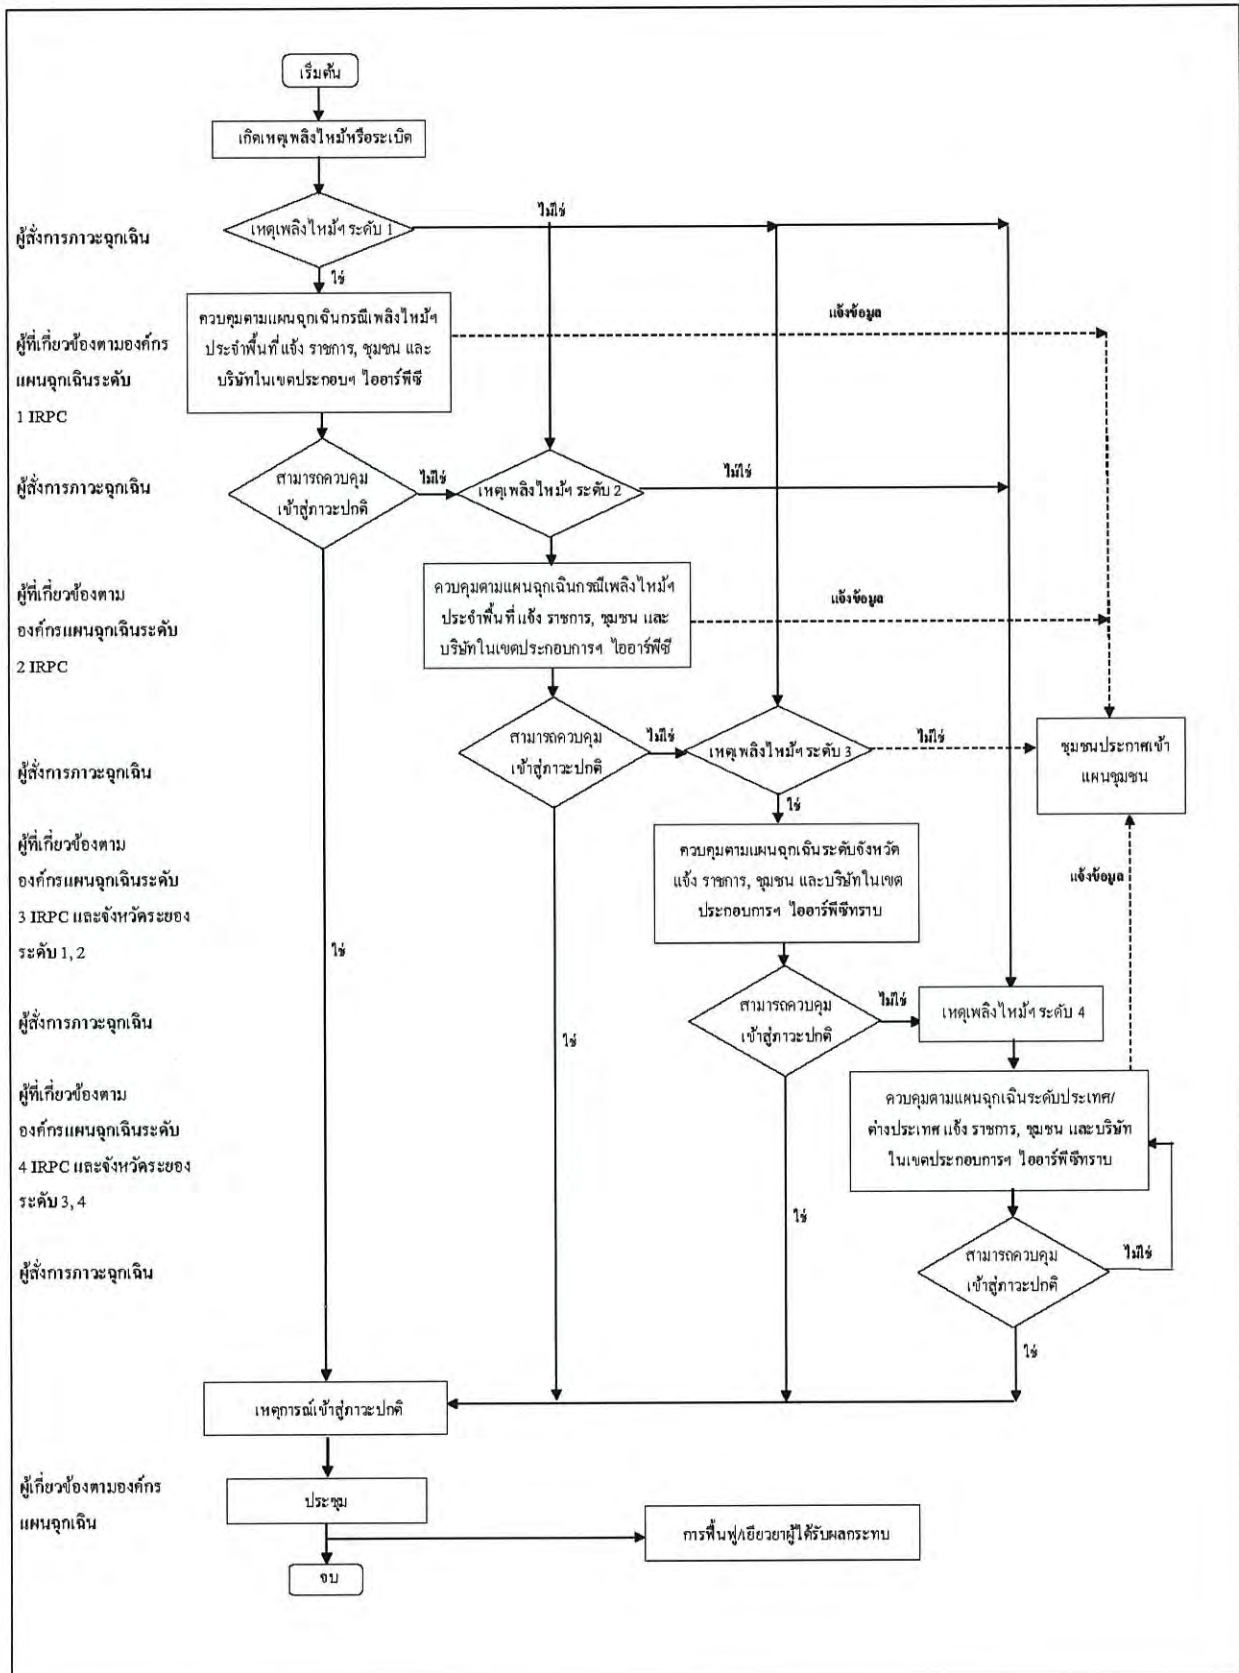 เริ่มต้น
เกิดเหตุเพลิงไหม้หรือระเบิด
ผู้สั่งการภาวะฉุกเฉิน
เหตุเพลิงไหม้ฯ ระดับ 1
ไม่ใช่
ใช่
ผู้ที่เกี่ยวข้องตามองค์กร
แผนฉุกเฉินระดับ
1 IRPC
ควบคุมตามแผนฉุกเฉินกรณีเพลิงไหม้ฯ
ประจำพื้นที่ แจ้ง ราชการ, ชุมชน และ
บริษัทในเขตประกอบฯ ไออาร์พีซี
แจ้งข้อมูล
ผู้สั่งการภาวะฉุกเฉิน
สามารถควบคุม
เข้าสู่ภาวะปกติ
ไม่ใช่
เหตุเพลิงไหม้ฯ ระดับ 2
ไม่ใช่
ผู้ที่เกี่ยวข้องตาม
องค์กรแผนฉุกเฉินระดับ
2 IRPC
ควบคุมตามแผนฉุกเฉินกรณีเพลิงไหม้ฯ
ประจำพื้นที่ แจ้ง ราชการ, ชุมชน และ
บริษัทในเขตประกอบการฯ ไออาร์พีซี
แจ้งข้อมูล
ผู้สั่งการภาวะฉุกเฉิน
สามารถควบคุม
เข้าสู่ภาวะปกติ
ไม่ใช่
เหตุเพลิงไหม้ฯ ระดับ 3
ไม่ใช่
ชุมชนประกาศเข้า
แผนชุมชน
ใช่
ผู้ที่เกี่ยวข้องตาม
องค์กรแผนฉุกเฉินระดับ
3 IRPC และจังหวัดระยอง
ระดับ 1, 2
ควบคุมตามแผนฉุกเฉินระดับจังหวัด
แจ้ง ราชการ, ชุมชน และบริษัทในเขต
ประกอบการฯ ไออาร์พีซีทราบ
แจ้งข้อมูล
ใช่
ผู้สั่งการภาวะฉุกเฉิน
สามารถควบคุม
เข้าสู่ภาวะปกติ
ไม่ใช่
เหตุเพลิงไหม้ฯ ระดับ 4
ใช่
ผู้ที่เกี่ยวข้องตาม
องค์กรแผนฉุกเฉินระดับ
4 IRPC และจังหวัดระยอง
ระดับ 3, 4
ควบคุมตามแผนฉุกเฉินระดับประเทศ/
ต่างประเทศ แจ้ง ราชการ, ชุมชน และบริษัท
ในเขตประกอบการฯ ไออาร์พีซีทราบ
ใช่
ผู้สั่งการภาวะฉุกเฉิน
สามารถควบคุม
เข้าสู่ภาวะปกติ
ไม่ใช่
ใช่
เหตุการณ์เข้าสู่ภาวะปกติ
ผู้เกี่ยวข้องตามองค์กร
แผนฉุกเฉิน
ประชุม
การฟื้นฟู/เยียวยาผู้ได้รับผลกระทบ
จบ